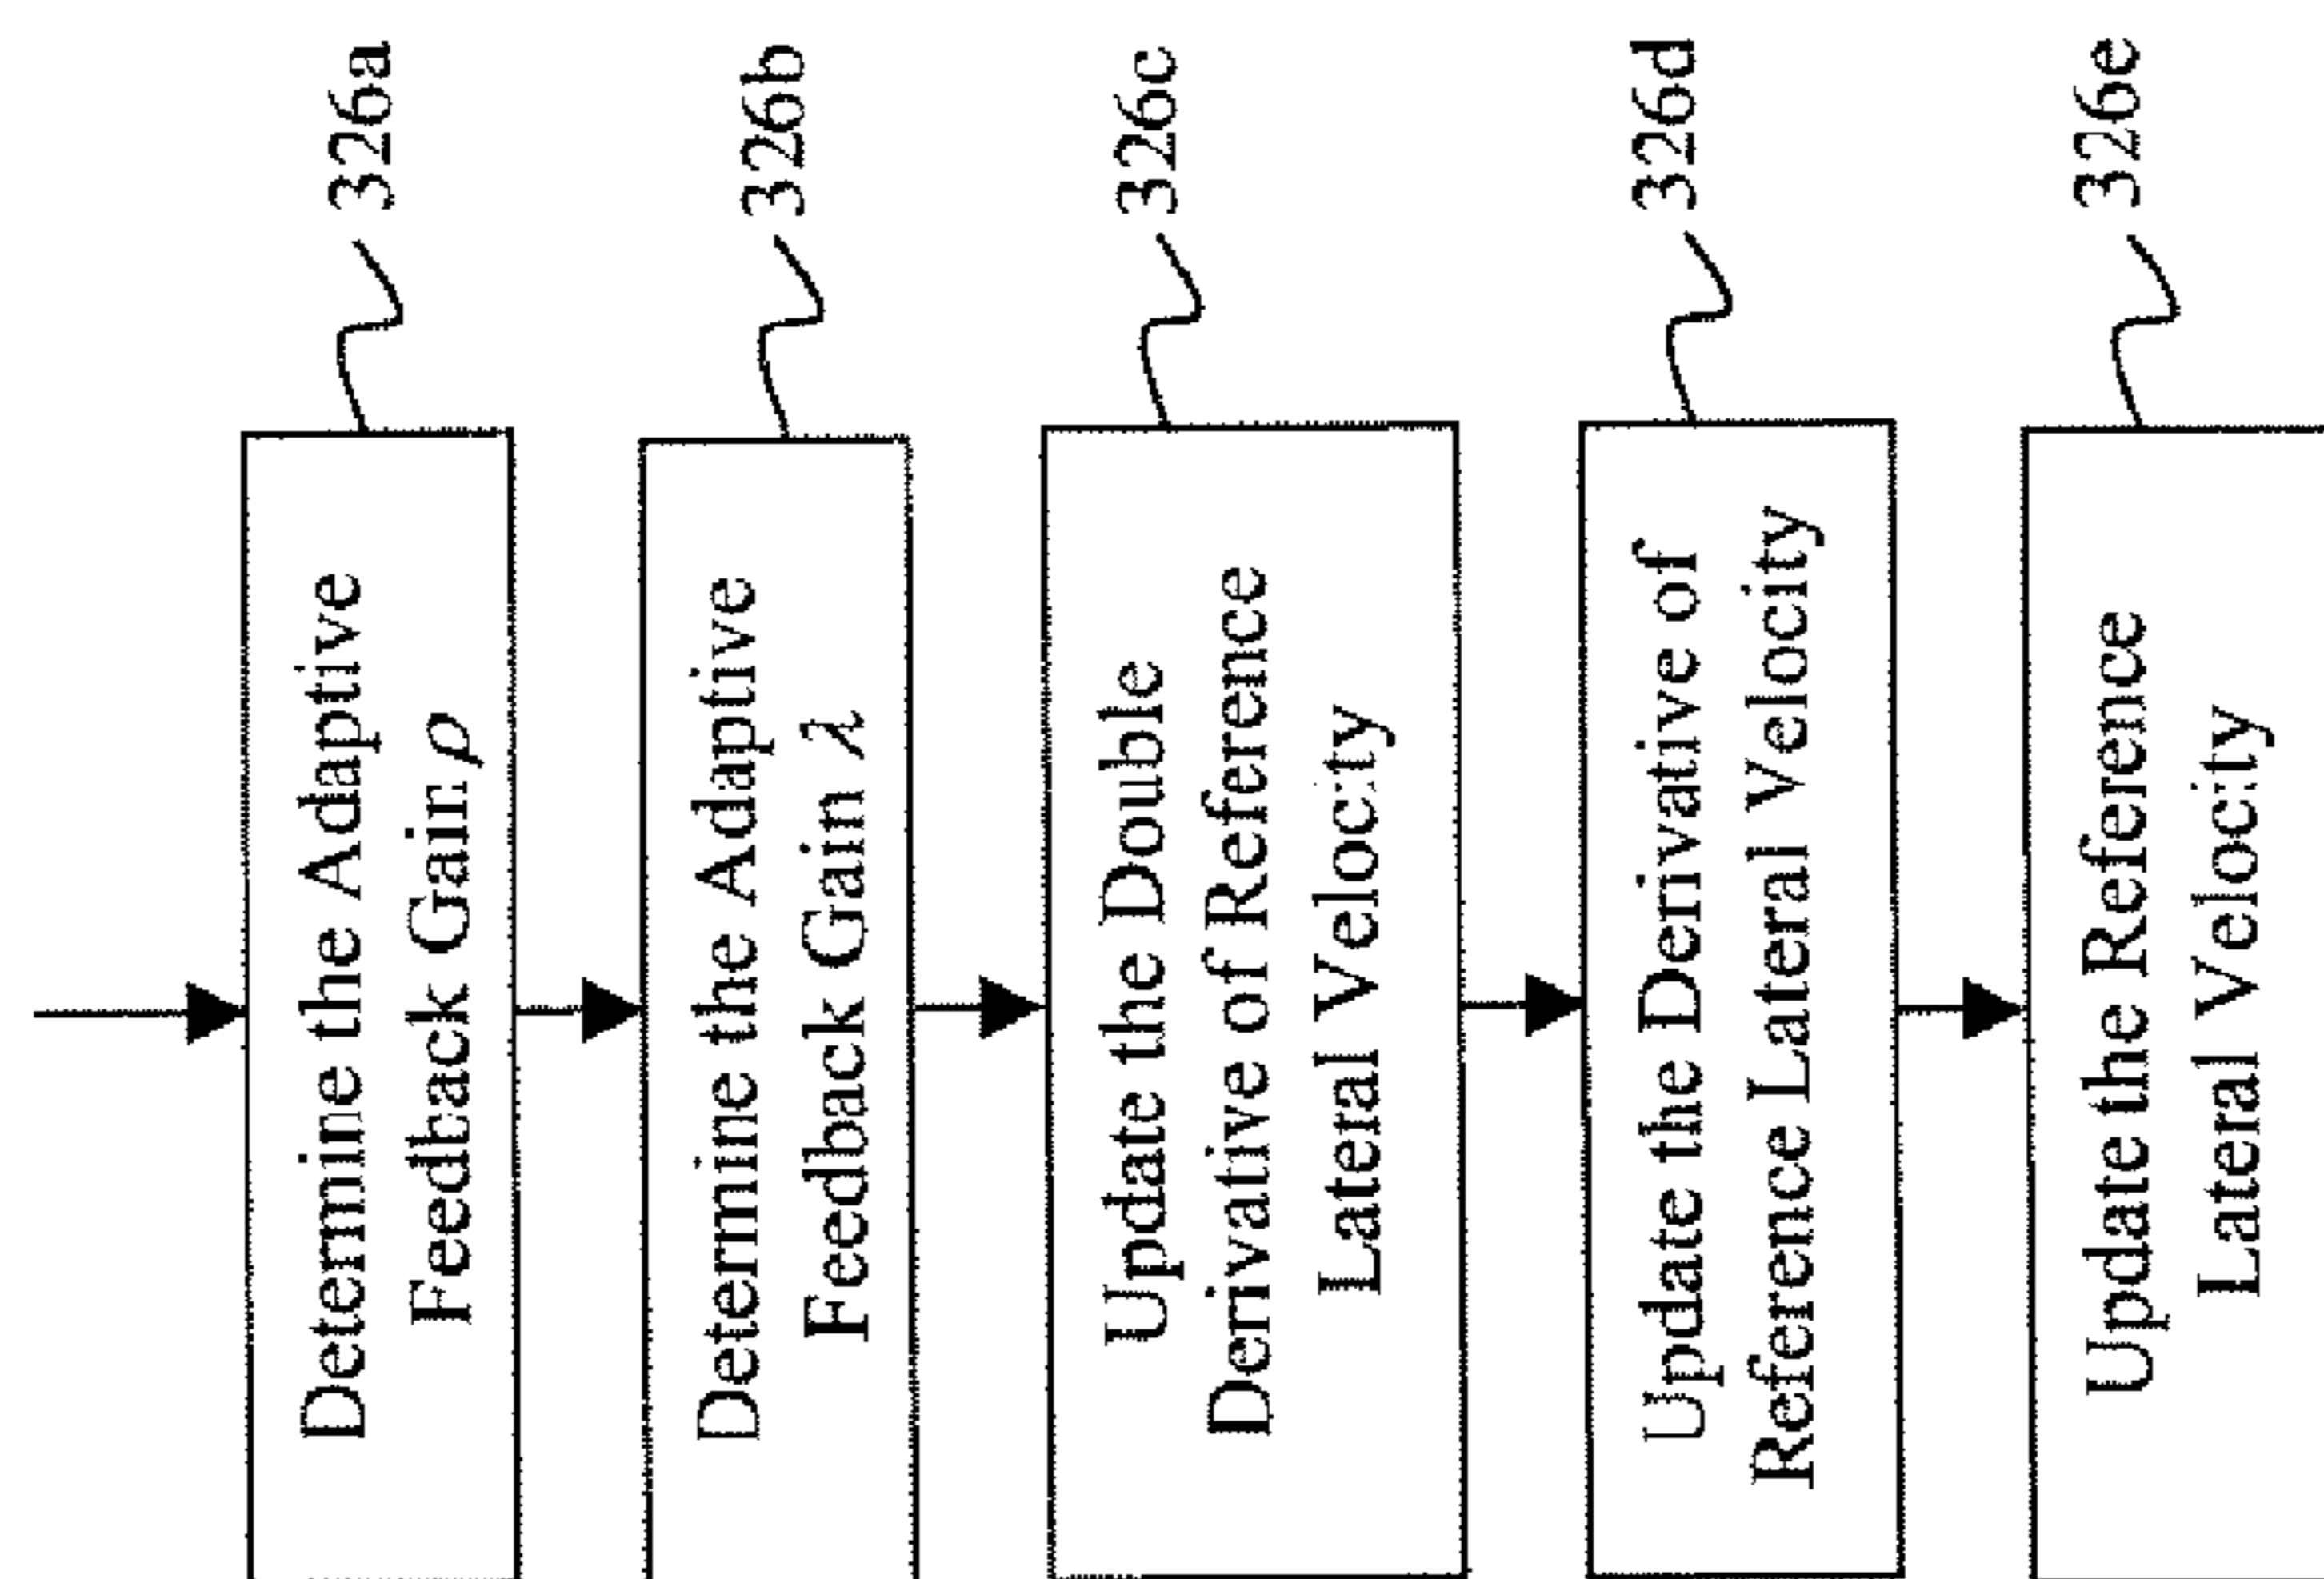 Determine the Adaptive
Feedback Gain ρ
326a
Determine the Adaptive
Feedback Gain λ
326b
Update the Double
Derivative of Reference
Lateral Velocity
326c
Update the Derivative of
Reference Lateral Velocity
326d
Update the Reference
Lateral Velocity
326e